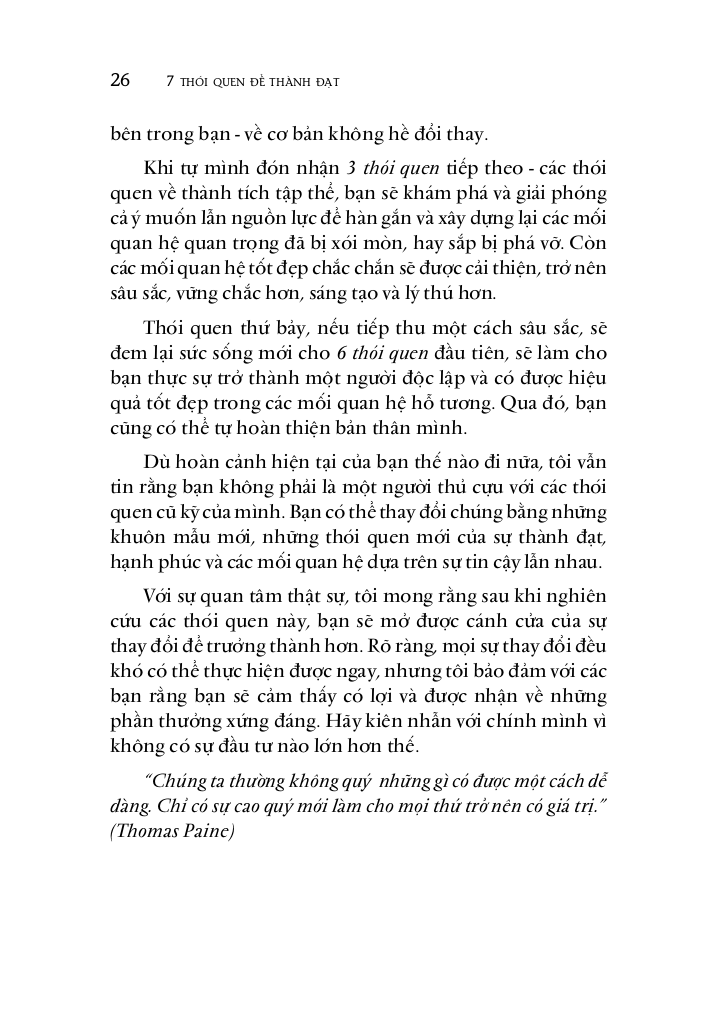 26 7 THÓI QUEN ĐỂ THÀNH ĐẠT
bên trong bạn - về cơ bản không hề đổi thay.
Khi tự mình đón nhận 3 thói quen tiếp theo - các thói
quen về thành tích tập thể, bạn sẽ khám phá và giải phóng
cả ý muốn lẫn nguồn lực để hàn gắn và xây dựng lại các mối
quan hệ quan trọng đã bị xói mòn, hay sắp bị phá vỡ. Còn
các mối quan hệ tốt đẹp chắc chắn sẽ được cải thiện, trở nên
sâu sắc, vững chắc hơn, sáng tạo và lý thú hơn.
Thói quen thứ bảy, nếu tiếp thu một cách sâu sắc, sẽ
đem lại sức sống mới cho 6 thói quen đầu tiên, sẽ làm cho
bạn thực sự trở thành một người độc lập và có được hiệu
quả tốt đẹp trong các mối quan hệ hỗ tương. Qua đó, bạn
cũng có thể tự hoàn thiện bản thân mình.
Dù hoàn cảnh hiện tại của bạn thế nào đi nữa, tôi vẫn
tin rằng bạn không phải là một người thủ cựu với các thói
quen cũ kỹ của mình. Bạn có thể thay đổi chúng bằng những
khuôn mẫu mới, những thói quen mới của sự thành đạt,
hạnh phúc và các mối quan hệ dựa trên sự tin cậy lẫn nhau.
Với sự quan tâm thật sự, tôi mong rằng sau khi nghiên
cứu các thói quen này, bạn sẽ mở được cánh cửa của sự
thay đổi để trưởng thành hơn. Rõ ràng, mọi sự thay đổi đều
khó có thể thực hiện được ngay, nhưng tôi bảo đảm với các
bạn rằng bạn sẽ cảm thấy có lợi và được nhận về những
phần thưởng xứng đáng. Hãy kiên nhẫn với chính mình vì
không có sự đầu tư nào lớn hơn thế.
“Chúng ta thường không quý những gì có được một cách dễ
dàng. Chỉ có sự cao quý mới làm cho mọi thứ trở nên có giá trị.”
(Thomas Paine)